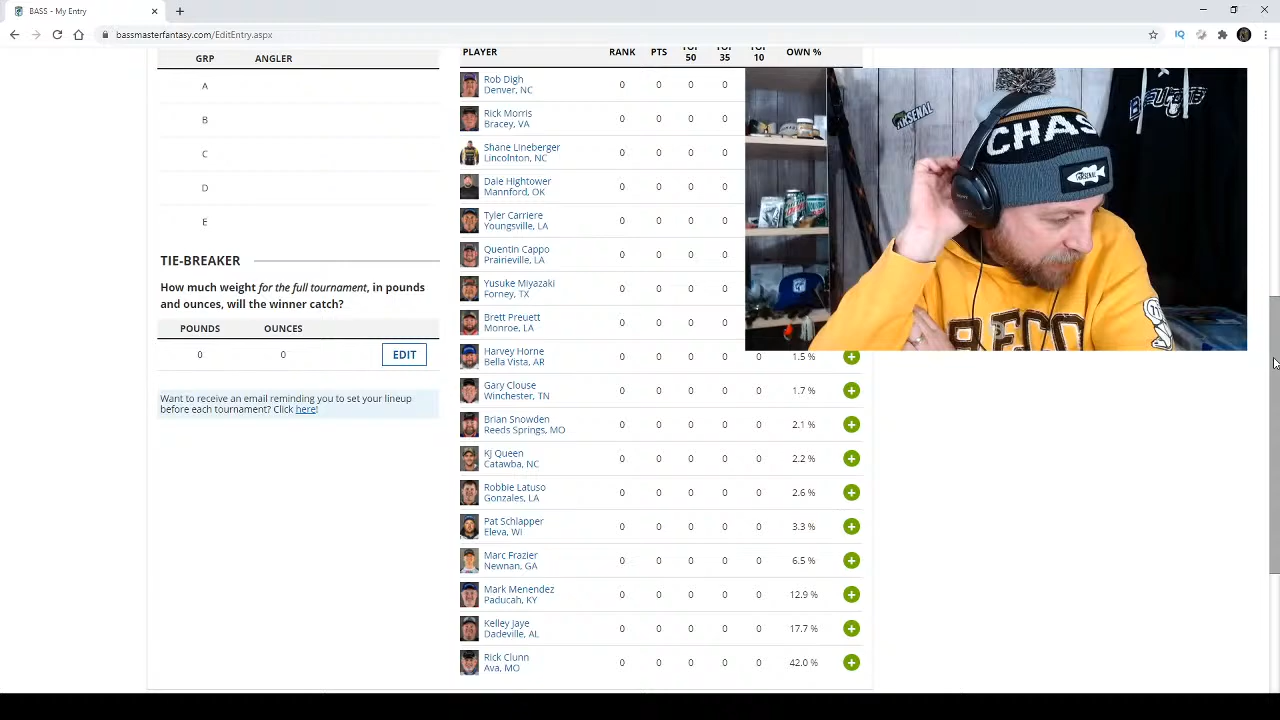 BASS - My Entry
bassmasterfantasy.com/EditEntry.aspx
IQ
GRP ANGLER
A
B
C
D
E
TIE-BREAKER
How much weight for the full tournament, in pounds
and ounces, will the winner catch?
POUNDS OUNCES
0 0 EDIT
Want to receive an email reminding you to set your lineup
before each tournament? Click here!
PLAYER RANK PTS TOP 50 TOP 35 TOP 10 OWN %
Rob Digh 0 0 0 0
Denver, NC
Rick Morris 0 0 0 0
Bracey, VA
Shane Lineberger 0 0 0 0
Lincolnton, NC
Dale Hightower 0 0 0 0
Mannford, OK
Tyler Carriere 0 0 0 0
Youngsville, LA
Quentin Cappo 0 0 0 0
Prairieville, LA
Yusuke Miyazaki 0 0 0 0
Forney, TX
Brett Preuett 0 0 0 0
Monroe, LA
Harvey Horne 0 0 0 0 0 1.5 %
Bella Vista, AR
Gary Clouse 0 0 0 0 0 1.7 %
Winchester, TN
Brian Snowden 0 0 0 0 0 2.1 %
Reeds Springs, MO
KJ Queen 0 0 0 0 0 2.2 %
Catawba, NC
Robbie Latuso 0 0 0 0 0 2.6 %
Gonzales, LA
Pat Schlapper 0 0 0 0 0 3.3 %
Eleva, WI
Marc Frazier 0 0 0 0 0 6.5 %
Newnan, GA
Mark Menendez 0 0 0 0 0 12.9 %
Paducah, KY
Kelley Jaye 0 0 0 0 0 17.7 %
Dadeville, AL
Rick Clunn 0 0 0 0 0 42.0 %
Ava, MO
ARSENAL
CHAS
ARSENAL
SONY